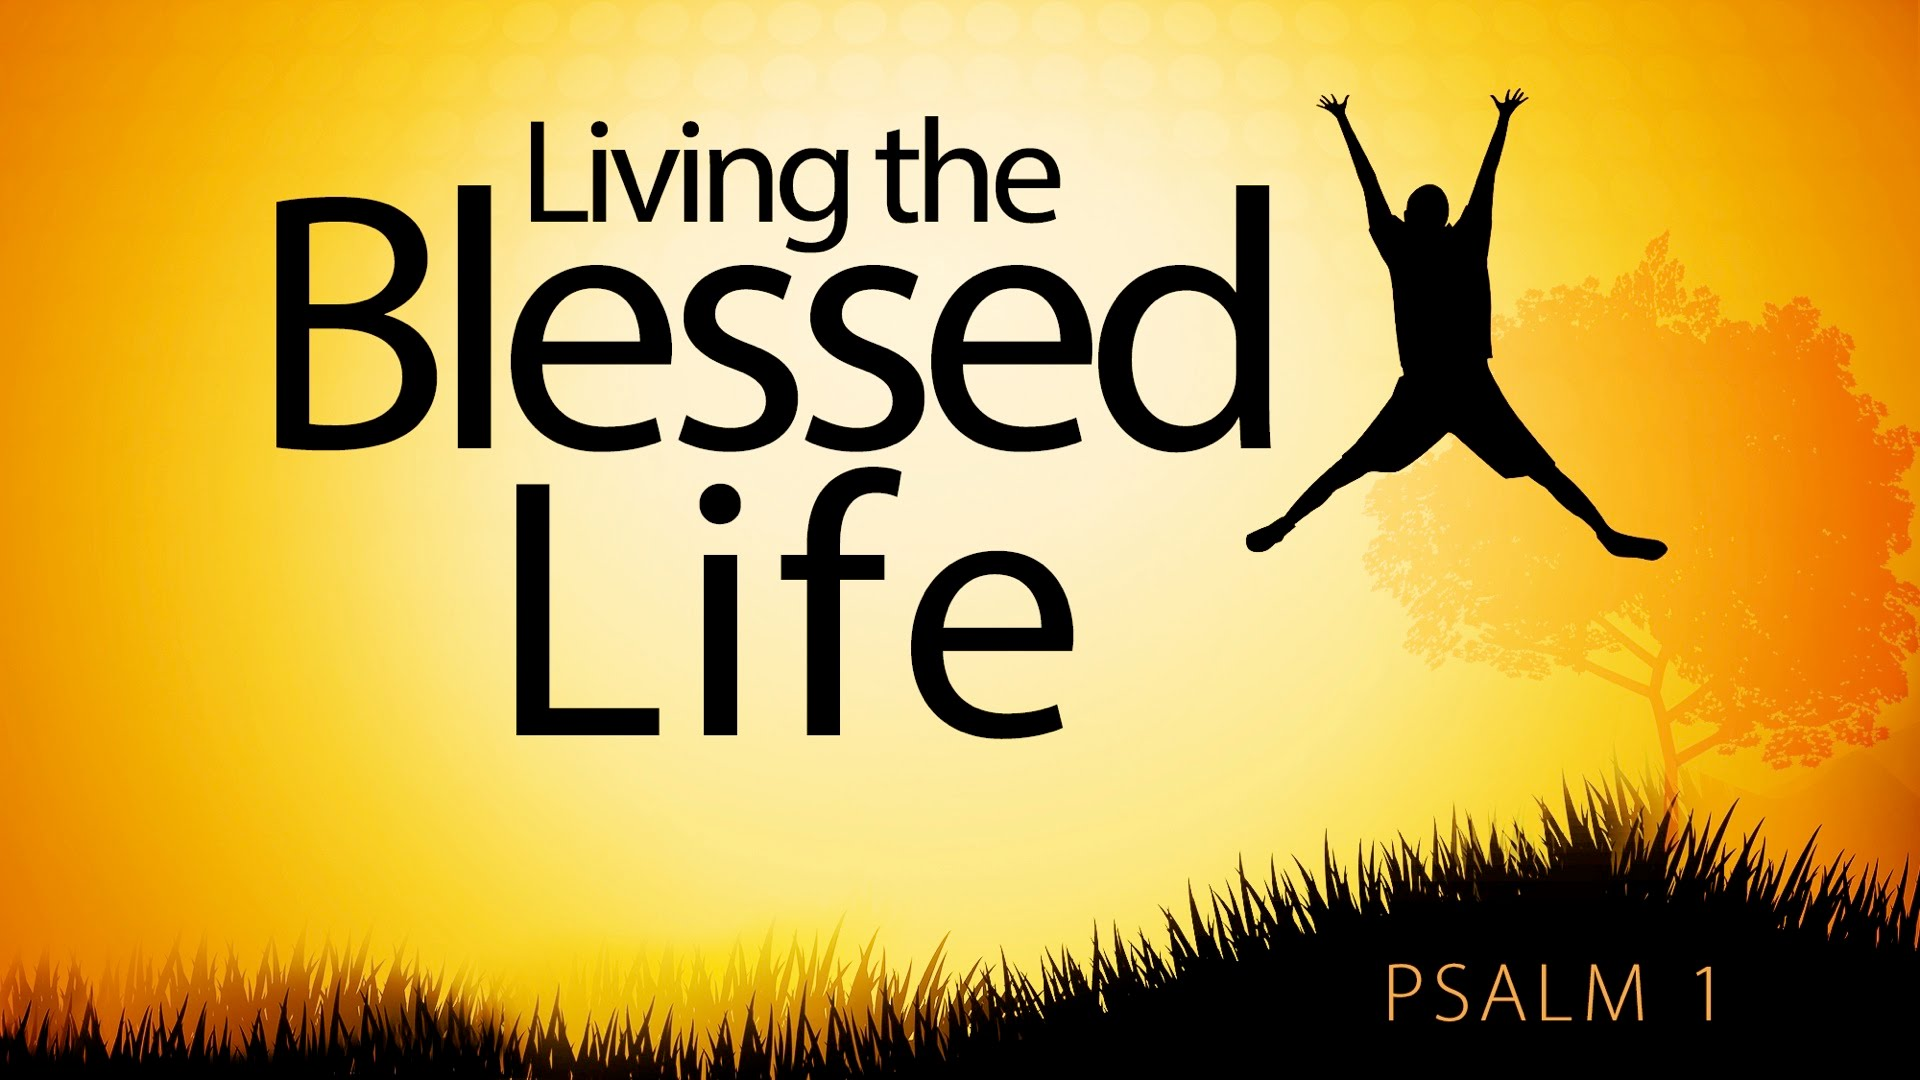 Living the
Blessed
Life
PSALM 1